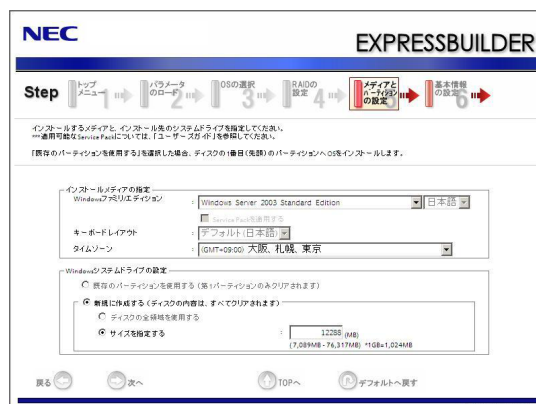 NEC
EXPRESSBUILDER
Step トップメニュー 1 パラメータのロード 2 OSの選択 3 RAIDの設定 4 メディアとパーティションの設定 5 基本情報の設定 6
インストールするメディアと、インストール先のシステムドライブを指定してください。
***適用可能なService Packについては、「ユーザーズガイド」を参照してください。
「既存のパーティションを使用する」を選択した場合、ディスクの1番目(先頭)のパーティションへOSをインストールします。
インストールメディアの指定
Windowsファミリ/エディション : Windows Server 2003 Standard Edition 日本語
Service Packを適用する
キーボードレイアウト : デフォルト(日本語)
タイムゾーン : (GMT+09:00) 大阪、札幌、東京
Windowsシステムドライブの設定
既存のパーティションを使用する (第1パーティションのみクリアされます)
新規に作成する (ディスクの内容は、すべてクリアされます)
ディスクの全領域を使用する
サイズを指定する : 12288 (MB)
(7,089MB - 76,317MB) *1GB=1,024MB
戻る 次へ TOPへ デフォルトへ戻す